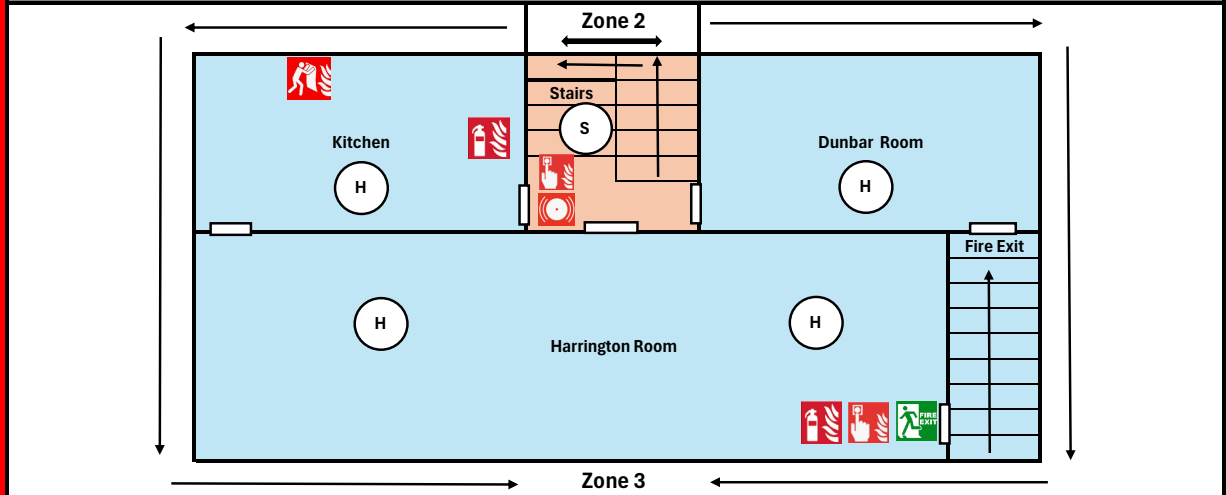 Zone 2
Stairs
S
Kitchen
H
Dunbar Room
H
Fire Exit
H
H
Harrington Room
FIRE
EXIT
Zone 3